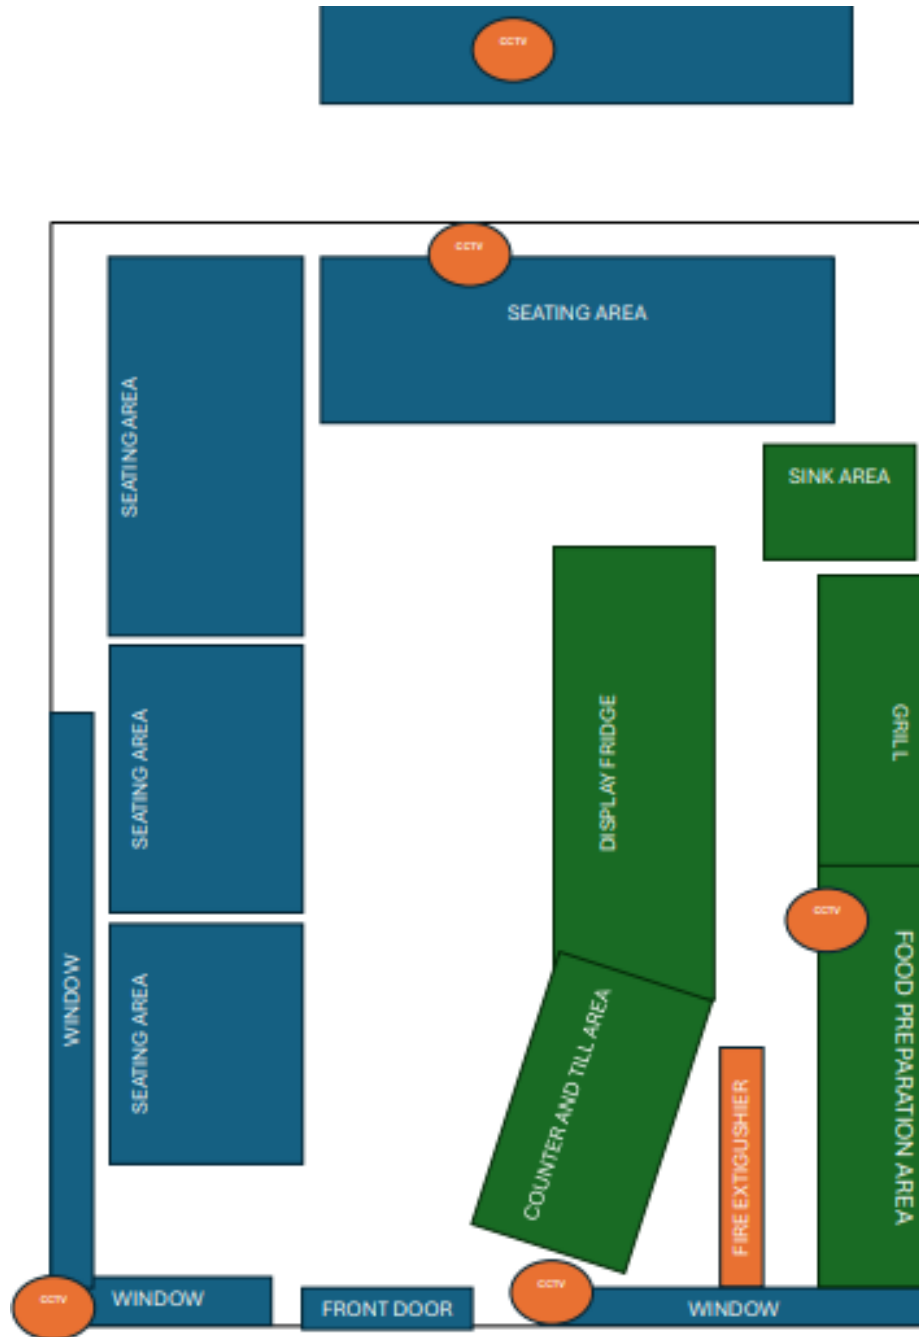 CCTV
CCTV
SEATING AREA
SEATING AREA
SINK AREA
SEATING AREA
DISPLAY FRIDGE
GRILL
CCTV
WINDOW
SEATING AREA
COUNTER AND TILL AREA
FIRE EXTIGUSHIER
FOOD PREPARATION AREA
CCTV
WINDOW
FRONT DOOR
CCTV
WINDOW